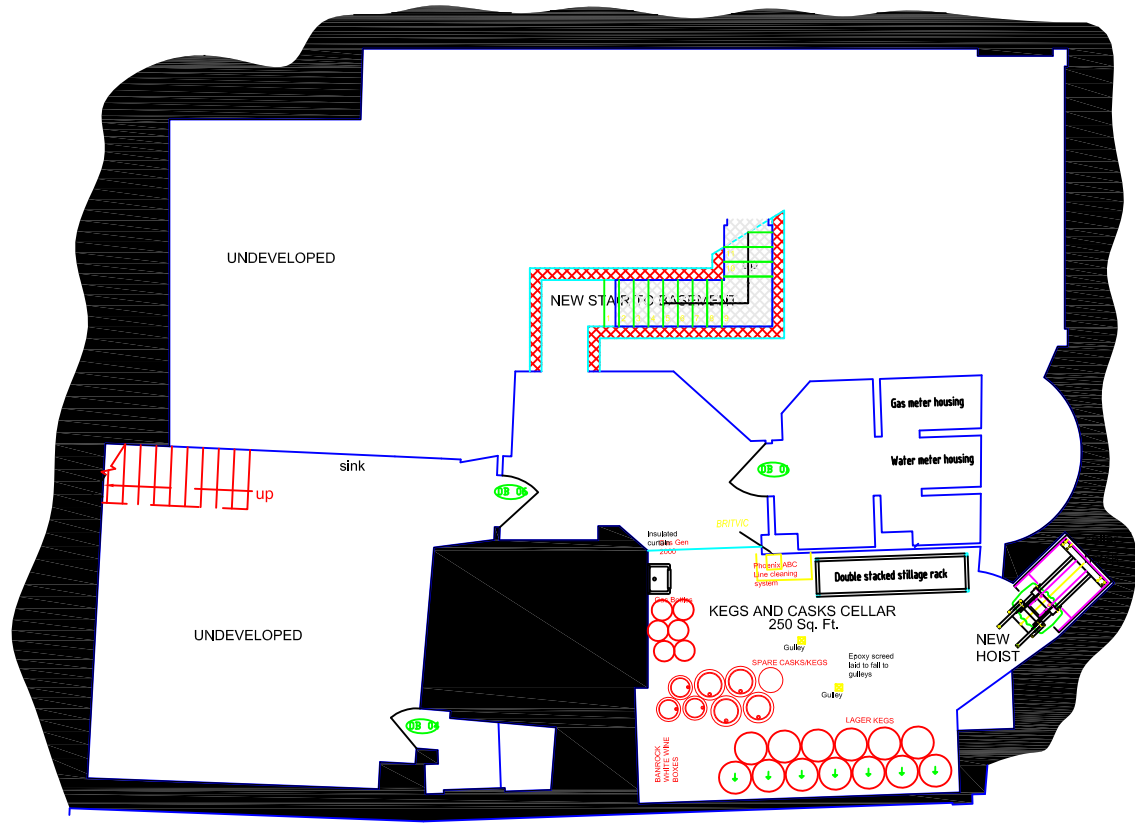 UNDEVELOPED
NEW STAIR TO BASEMENT
up
Gas meter housing
Water meter housing
sink
up
DB 05
BRITVIC
Insulated
curtain
Gas Gen
2000
Phoenix ABC
Line cleaning
system
Double stacked stillage rack
Gas Bottles
KEGS AND CASKS CELLAR
250 Sq. Ft.
UNDEVELOPED
NEW
HOIST
Gulley
SPARE CASKS/KEGS
Epoxy screed
laid to fall to
gulleys
Gulley
DB 04
LAGER KEGS
BANROCK
WHITE WINE
BOXES